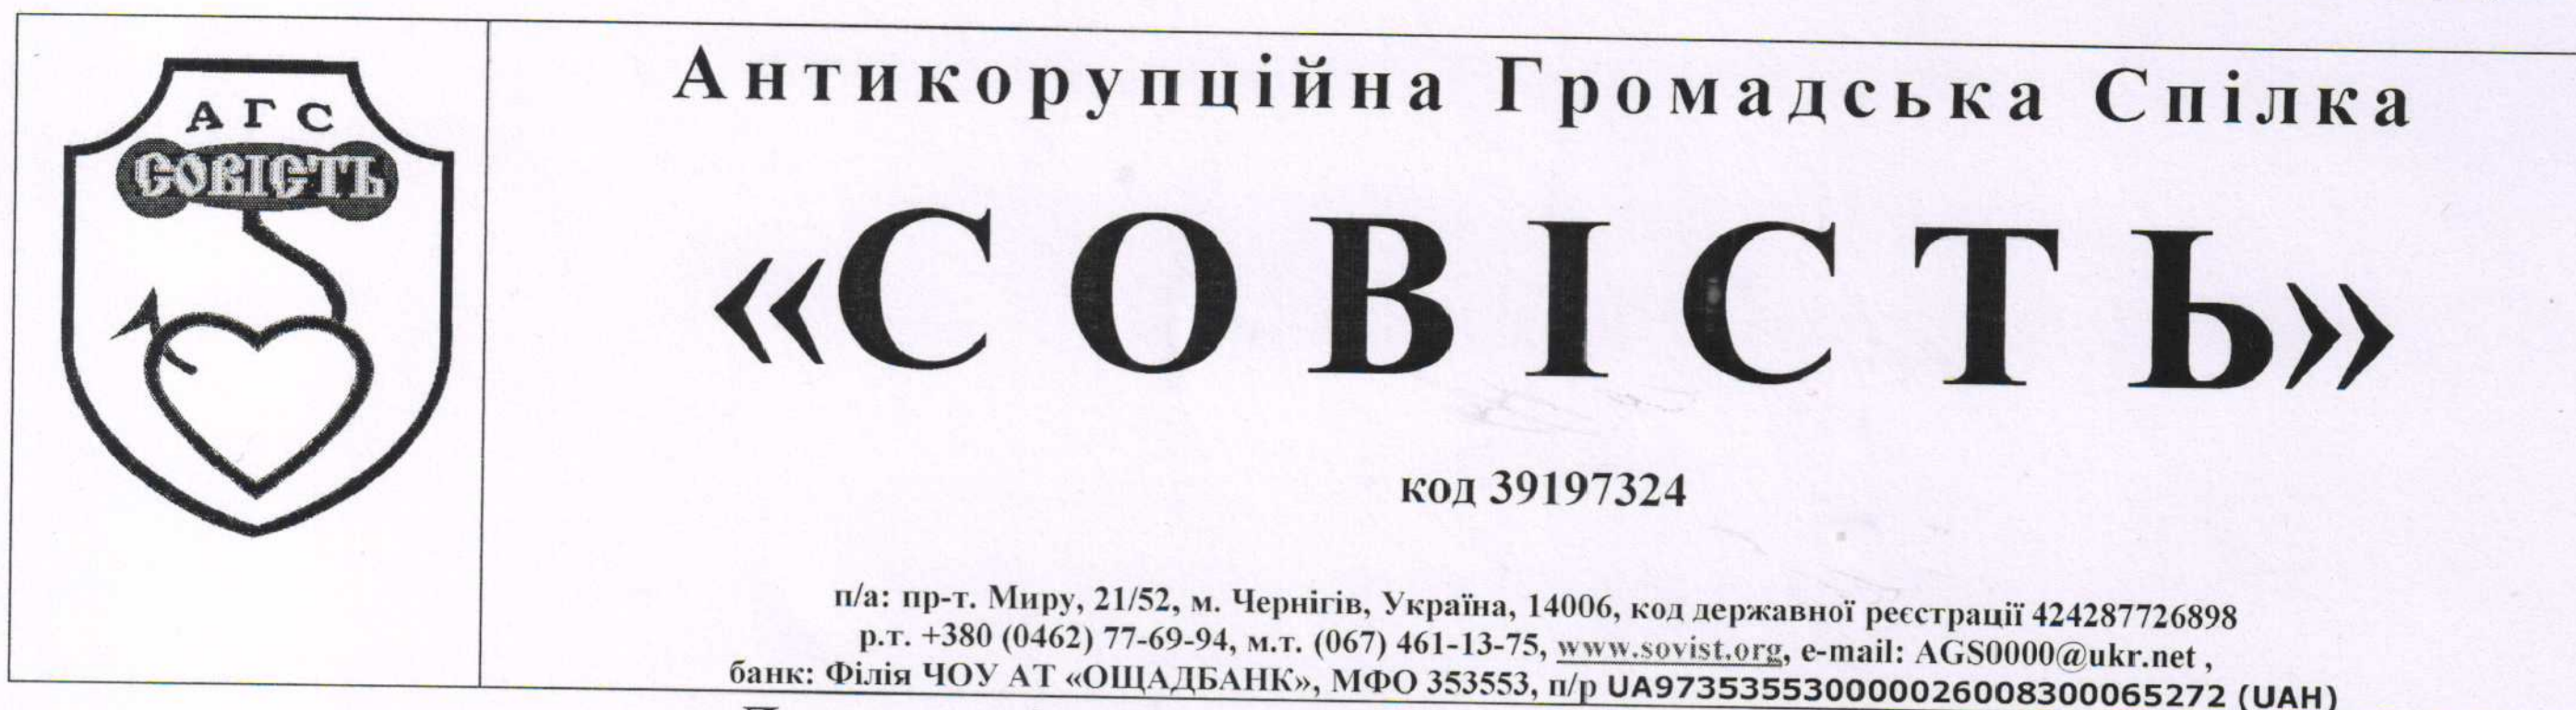 А Г С
СОВІСТЬ
Антикорупційна Громадська Спілка
«СОВІСТЬ»
код 39197324
п/а: пр-т. Миру, 21/52, м. Чернігів, Україна, 14006, код державної реєстрації 424287726898
р.т. +380 (0462) 77-69-94, м.т. (067) 461-13-75, www.sovist.org, e-mail: AGS0000@ukr.net ,
банк: Філія ЧОУ АТ «ОЩАДБАНК», МФО 353553, п/р UA973535530000026008300065272 (UAH)